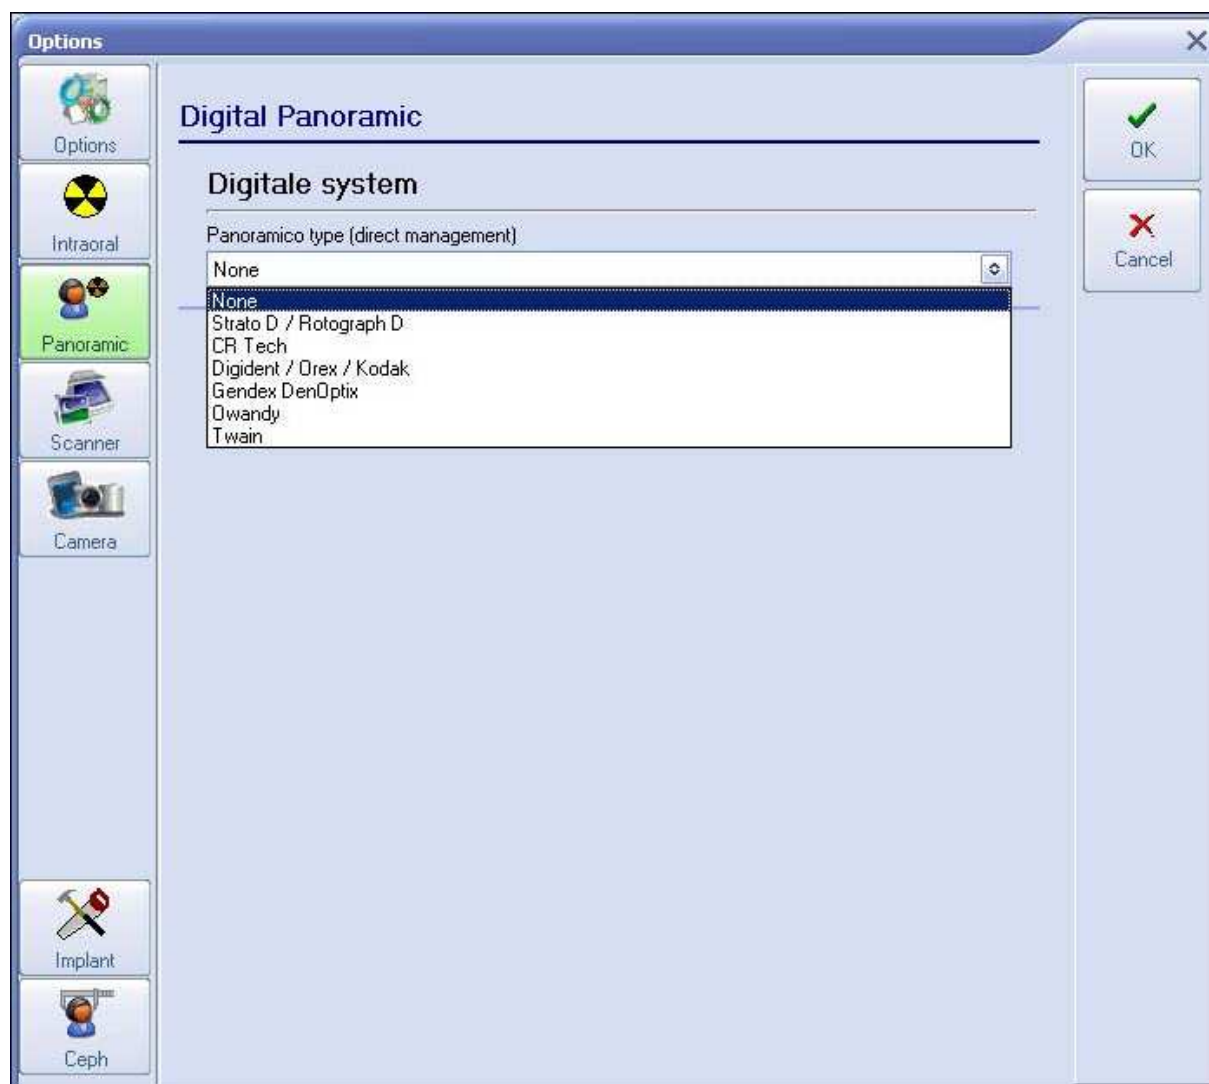 Options
Options
Intraoral
Panoramic
Scanner
Camera
Implant
Ceph
Digital Panoramic
Digitale system
Panoramico type (direct management)
None
None
Strato D / Rotograph D
CR Tech
Digident / Orex / Kodak
Gendex DenOptix
Owandy
Twain
OK
Cancel